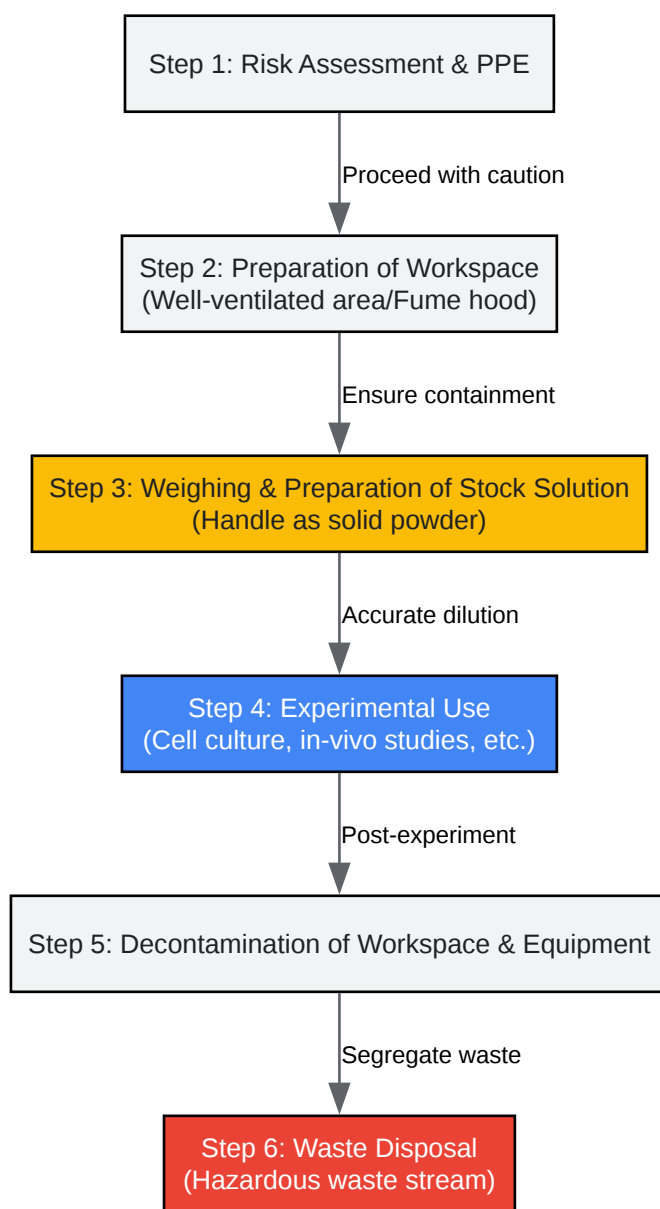 Step 1: Risk Assessment & PPE
Proceed with caution
Step 2: Preparation of Workspace
(Well-ventilated area/Fume hood)
Ensure containment
Step 3: Weighing & Preparation of Stock Solution
(Handle as solid powder)
Accurate dilution
Step 4: Experimental Use
(Cell culture, in-vivo studies, etc.)
Post-experiment
Step 5: Decontamination of Workspace & Equipment
Segregate waste
Step 6: Waste Disposal
(Hazardous waste stream)